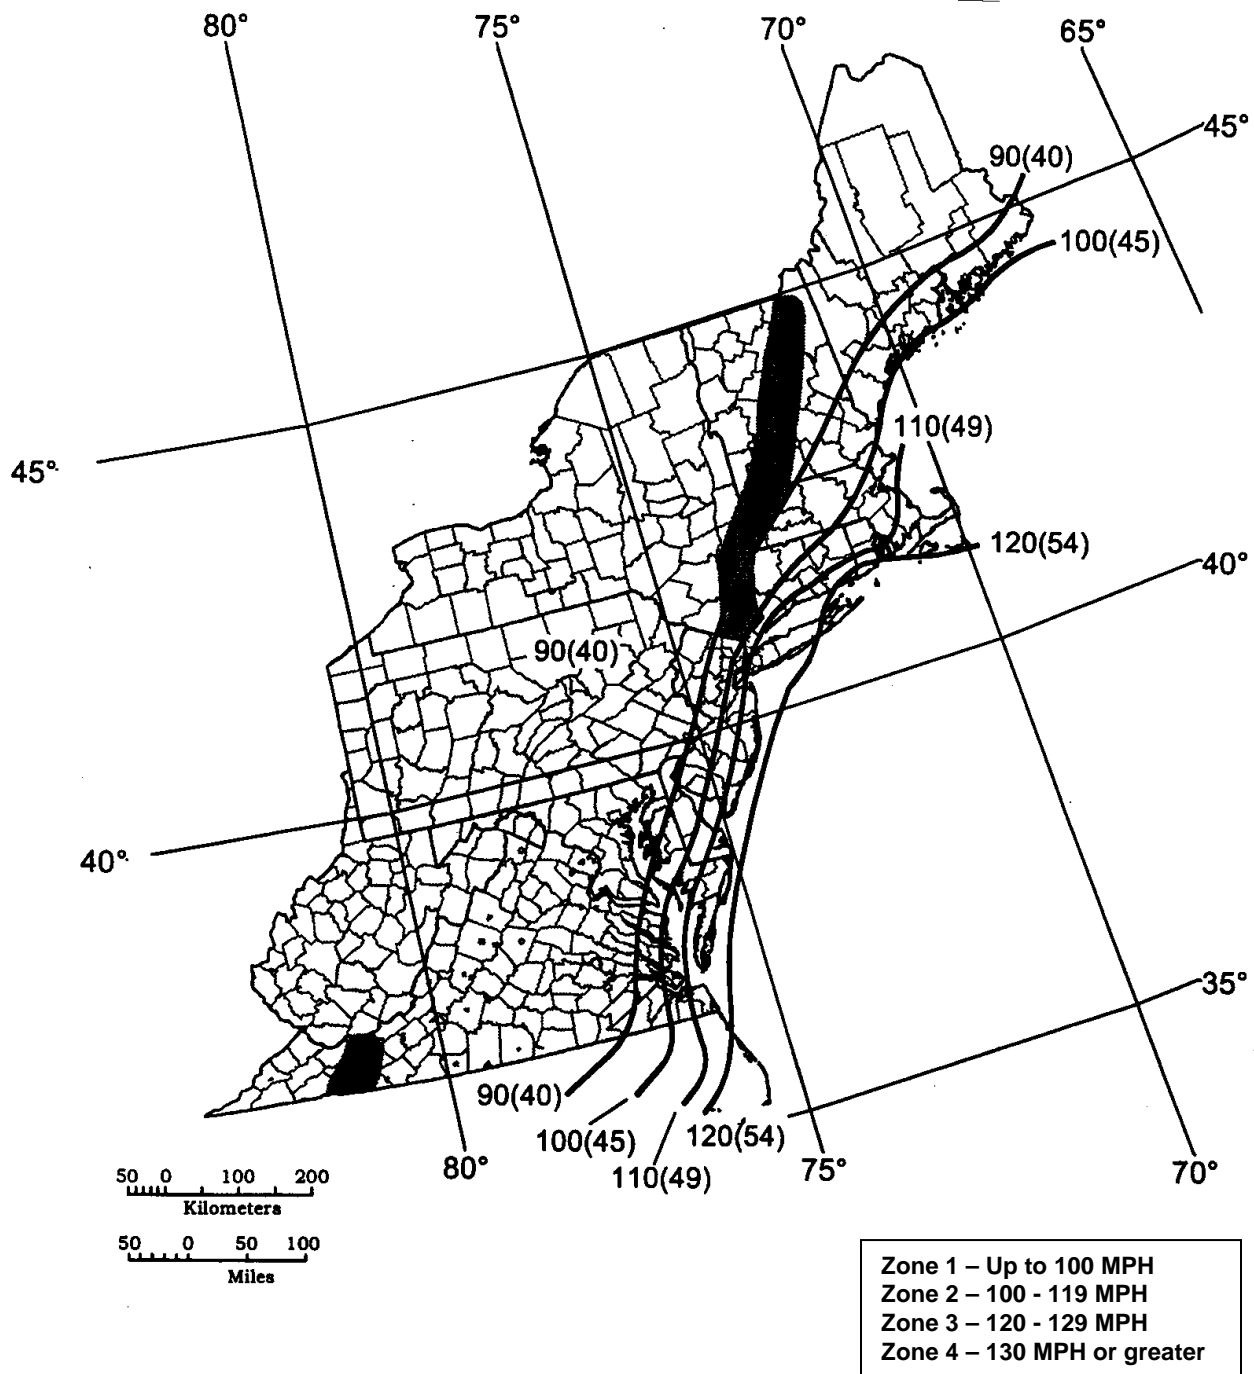 80°
75°
70°
65°
45°
90(40)
100(45)
110(49)
45°
120(54)
40°
90(40)
40°
35°
90(40)
100(45)
120(54)
110(49)
80°
75°
70°
50 0 100 200
Kilometers
50 0 50 100
Miles
Zone 1 – Up to 100 MPH
Zone 2 – 100 - 119 MPH
Zone 3 – 120 - 129 MPH
Zone 4 – 130 MPH or greater